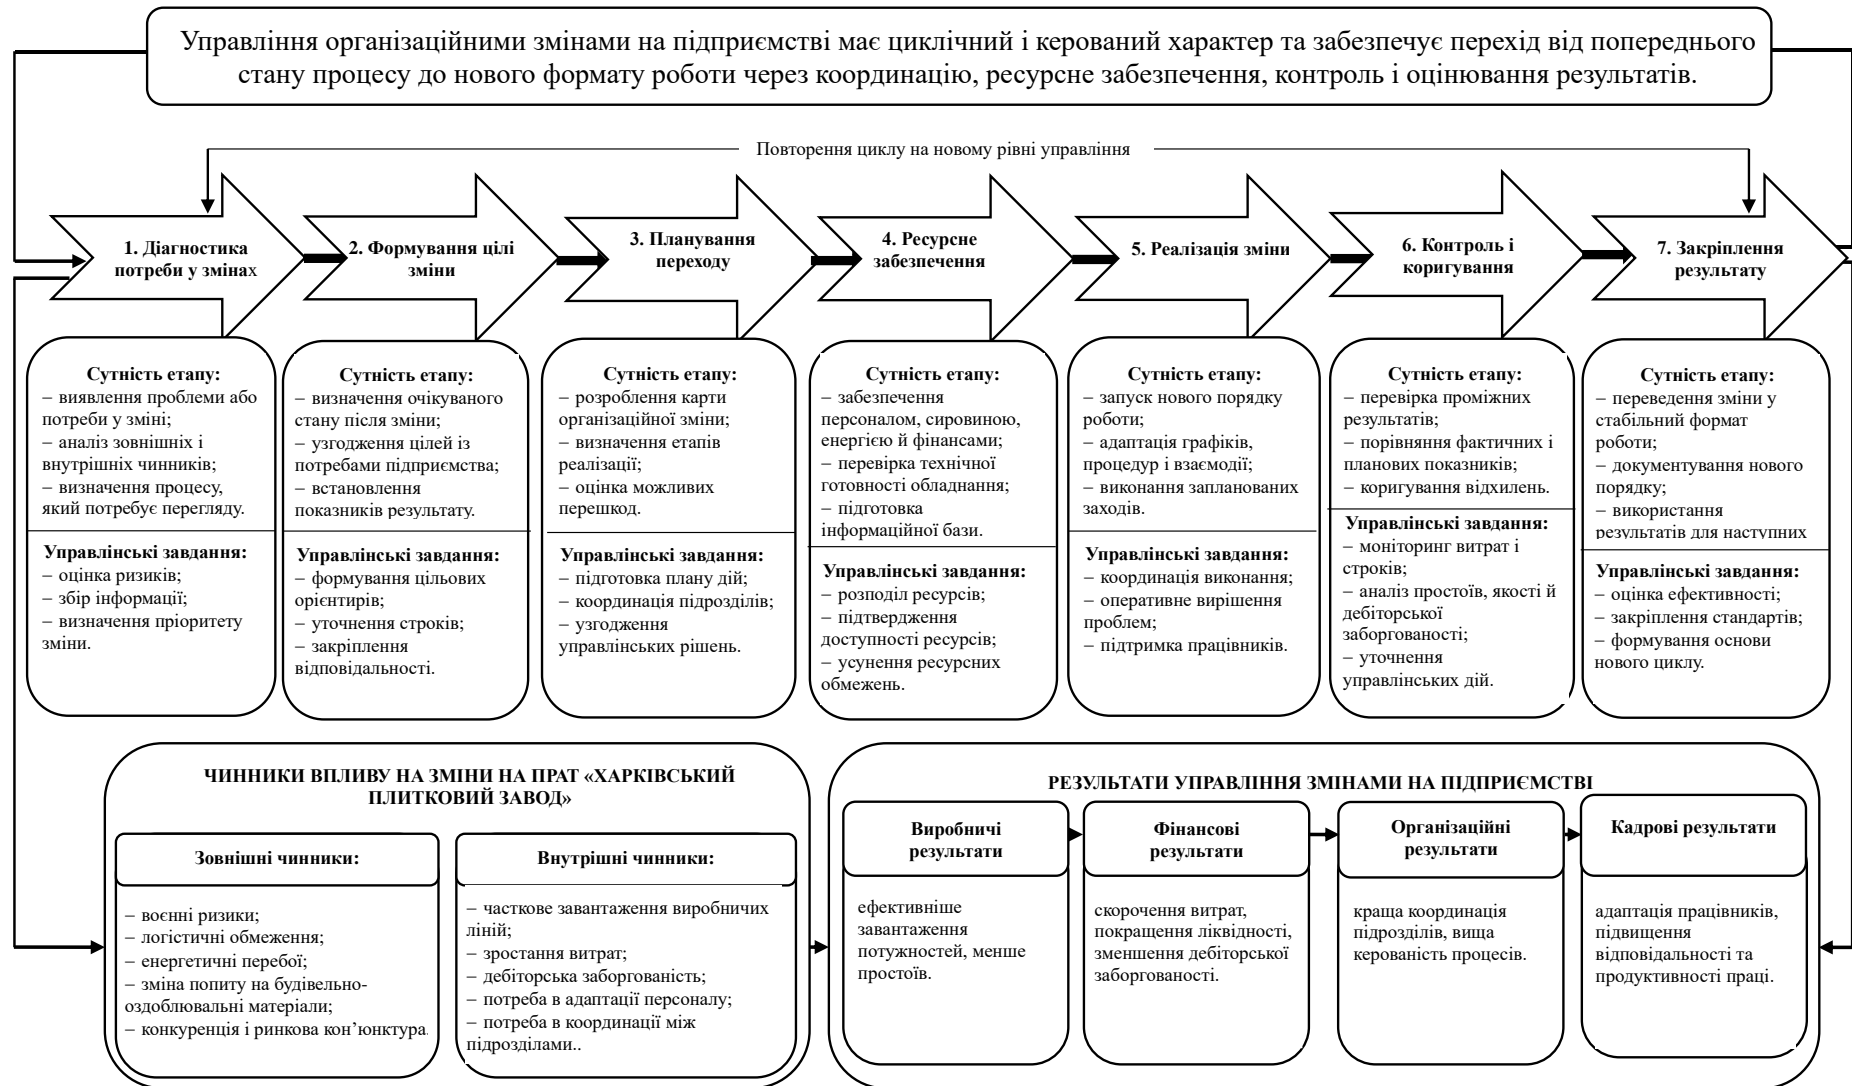 Управління організаційними змінами на підприємстві має циклічний і керований характер та забезпечує перехід від попереднього
стану процесу до нового формату роботи через координацію, ресурсне забезпечення, контроль і оцінювання результатів.
Повторення циклу на новому рівні управління
1. Діагностика
потреби у змінах
2. Формування цілі
зміни
3. Планування
переходу
4. Ресурсне
забезпечення
5. Реалізація зміни
6. Контроль і
коригування
7. Закріплення
результату
Сутність етапу:
– виявлення проблеми або
потреби у зміні;
– аналіз зовнішніх і
внутрішніх чинників;
– визначення процесу,
який потребує перегляду.
Управлінські завдання:
– оцінка ризиків;
– збір інформації;
– визначення пріоритету
зміни.
Сутність етапу:
– визначення очікуваного
стану після зміни;
– узгодження цілей із
потребами підприємства;
– встановлення
показників результату.
Управлінські завдання:
– формування цільових
орієнтирів;
– уточнення строків;
– закріплення
відповідальності.
Сутність етапу:
– розроблення карти
організаційної зміни;
– визначення етапів
реалізації;
– оцінка можливих
перешкод.
Управлінські завдання:
– підготовка плану дій;
– координація підрозділів;
– узгодження
управлінських рішень.
Сутність етапу:
– забезпечення
персоналом, сировиною,
енергією й фінансами;
– перевірка технічної
готовності обладнання;
– підготовка
інформаційної бази.
Управлінські завдання:
– розподіл ресурсів;
– підтвердження
доступності ресурсів;
– усунення ресурсних
обмежень.
Сутність етапу:
– запуск нового порядку
роботи;
– адаптація графіків,
процедур і взаємодії;
– виконання запланованих
заходів.
Управлінські завдання:
– координація виконання;
– оперативне вирішення
проблем;
– підтримка працівників.
Сутність етапу:
– перевірка проміжних
результатів;
– порівняння фактичних і
планових показників;
– коригування відхилень.
Управлінські завдання:
– моніторинг витрат і
строків;
– аналіз простоїв, якості й
дебіторської
заборгованості;
– уточнення
управлінських дій.
Сутність етапу:
– переведення зміни у
стабільний формат
роботи;
– документування нового
порядку;
– використання
результатів для наступних
Управлінські завдання:
– оцінка ефективності;
– закріплення стандартів;
– формування основи
нового циклу.
ЧИННИКИ ВПЛИВУ НА ЗМІНИ НА ПРАТ «ХАРКІВСЬКИЙ
ПЛИТКОВИЙ ЗАВОД»
Зовнішні чинники:
– воєнні ризики;
– логістичні обмеження;
– енергетичні перебої;
– зміна попиту на будівельно-
оздоблювальні матеріали;
– конкуренція і ринкова кон’юнктура.
Внутрішні чинники:
– часткове завантаження виробничих
ліній;
– зростання витрат;
– дебіторська заборгованість;
– потреба в адаптації персоналу;
– потреба в координації між
підрозділами..
РЕЗУЛЬТАТИ УПРАВЛІННЯ ЗМІНАМИ НА ПІДПРИЄМСТВІ
Виробничі
результати
ефективніше
завантаження
потужностей, менше
простоїв.
Фінансові
результати
скорочення витрат,
покращення ліквідності,
зменшення дебіторської
заборгованості.
Організаційні
результати
краща координація
підрозділів, вища
керованість процесів.
Кадрові результати
адаптація працівників,
підвищення
відповідальності та
продуктивності праці.